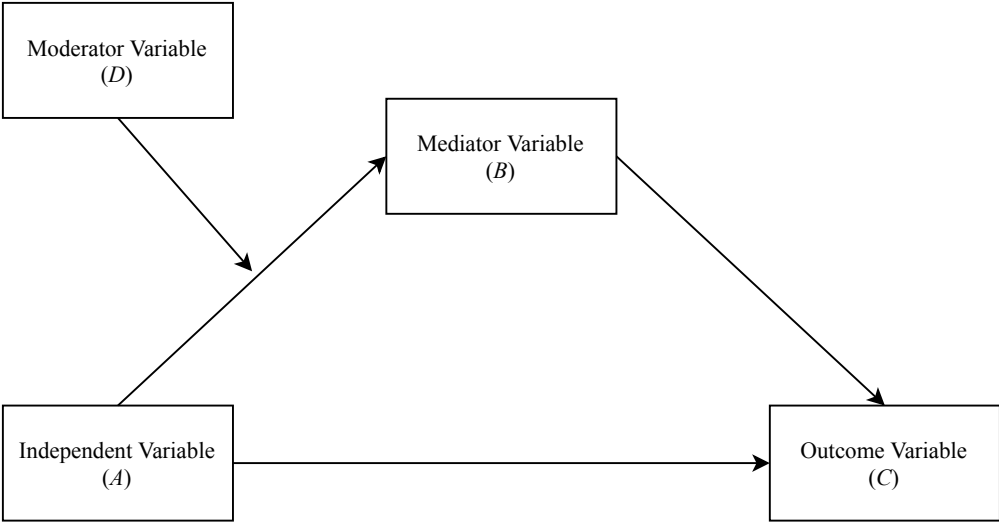 Moderator Variable
(D)
Mediator Variable
(B)
Independent Variable
(A)
Outcome Variable
(C)